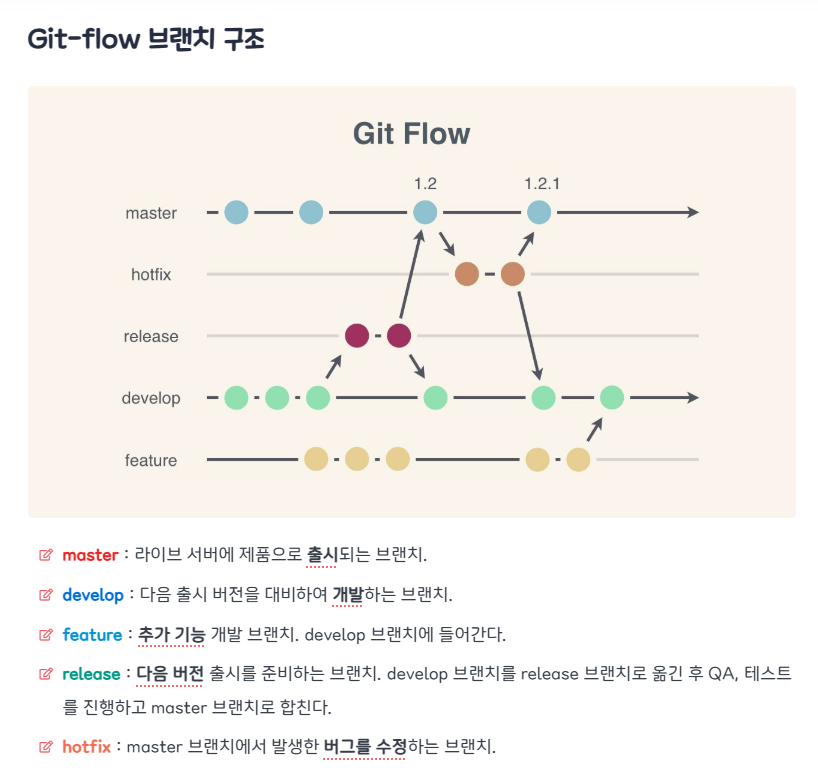 Git-flow 브랜치 구조
Git Flow
1.2 1.2.1
master
hotfix
release
develop
feature
master : 라이브 서버에 제품으로 출시되는 브랜치.
develop : 다음 출시 버전을 대비하여 개발하는 브랜치.
feature : 추가 기능 개발 브랜치. develop 브랜치에 들어간다.
release : 다음 버전 출시를 준비하는 브랜치. develop 브랜치를 release 브랜치로 옮긴 후 QA, 테스트
를 진행하고 master 브랜치로 합친다.
hotfix : master 브랜치에서 발생한 버그를 수정하는 브랜치.